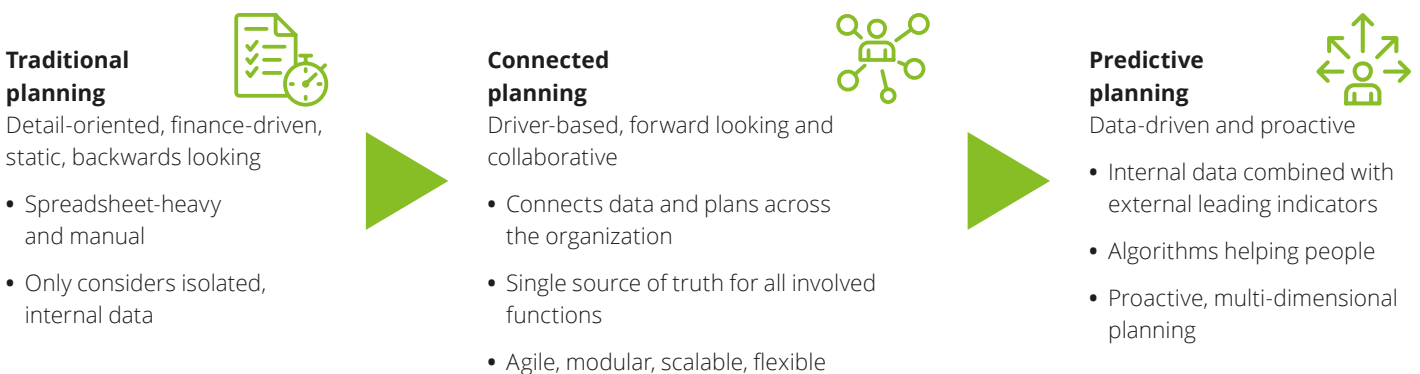 Traditional
planning
Detail-oriented, finance-driven,
static, backwards looking
• Spreadsheet-heavy
and manual
• Only considers isolated,
internal data
Connected
planning
Driver-based, forward looking and
collaborative
• Connects data and plans across
the organization
• Single source of truth for all involved
functions
• Agile, modular, scalable, flexible
Predictive
planning
Data-driven and proactive
• Internal data combined with
external leading indicators
• Algorithms helping people
• Proactive, multi-dimensional
planning